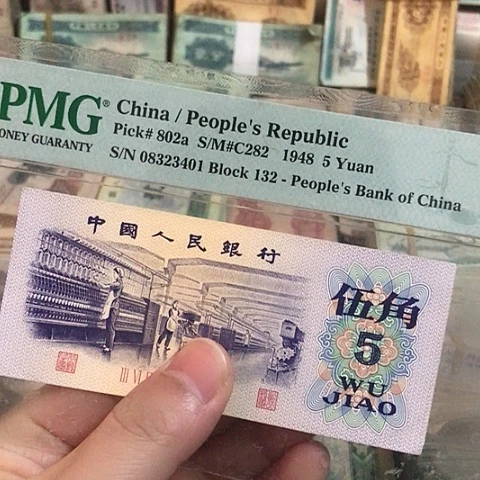 PMG®
ONEY GUARANTY
China / People's Republic
Pick# 802a S/M#C282 1948 5 Yuan
S/N 08323401 Block 132 - People's Bank of China
中國人民銀行
伍角
5
WU
JIAO